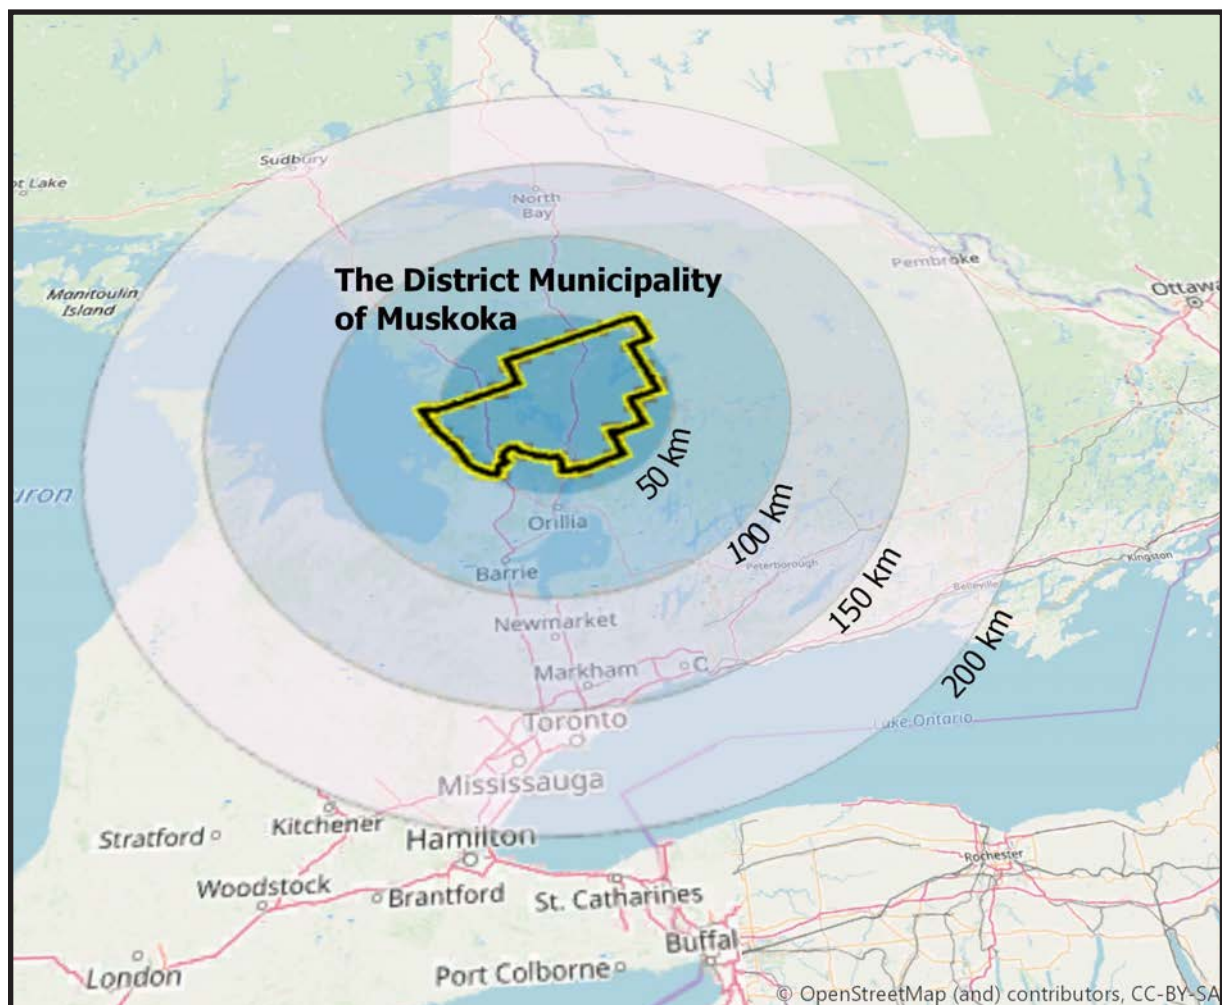 Sudbury
ot Lake
North
Bay
The District Municipality
of Muskoka
Pembroke
Manitoulin
Island
Ottawa
uron
50 km
Orillia
100 km
Barrie
Peterborough
Kingston
150 km
Belleville
Newmarket
Markham
C
200 km
Toronto
Lake Ontario
Mississauga
Kitchener
Stratford
Hamilton
Rochester
Woodstock
Brantford
St. Catharines
Buffal
London
Port Colborne
© OpenStreetMap (and) contributors, CC-BY-SA